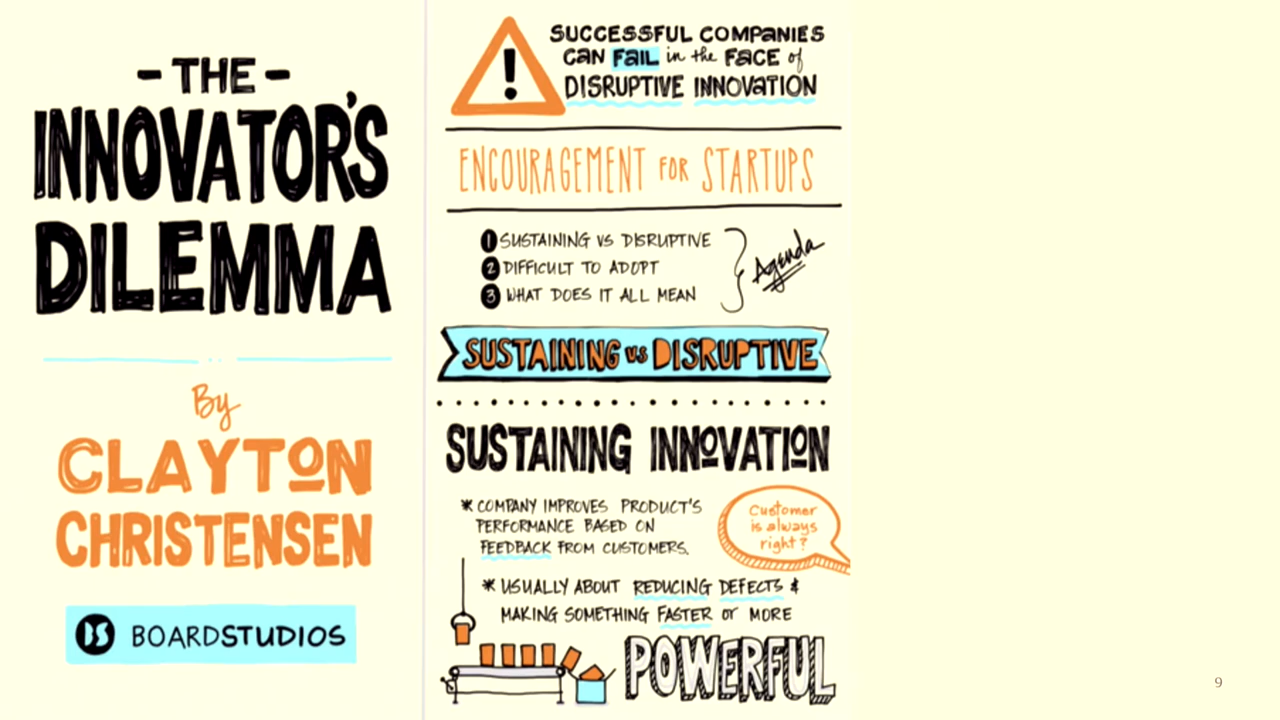 - THE -
INNOVATOR'S
DILEMMA
By
CLAYTON
CHRISTENSEN
BS BOARDSTUDIOS
!
SUCCESSFUL COMPANIES
CAN FAIL in the FACE of
DISRUPTIVE INNOVATION
ENCOURAGEMENT FOR STARTUPS
1 SUSTAINING VS DISRUPTIVE
2 DIFFICULT TO ADOPT
3 WHAT DOES IT ALL MEAN
Agenda
SUSTAINING vs DISRUPTIVE
SUSTAINING INNOVATION
* COMPANY IMPROVES PRODUCT'S
PERFORMANCE BASED ON
FEEDBACK FROM CUSTOMERS.
Customer
is always
right?
* USUALLY ABOUT REDUCING DEFECTS &
MAKING SOMETHING FASTER or MORE
POWERFUL
9